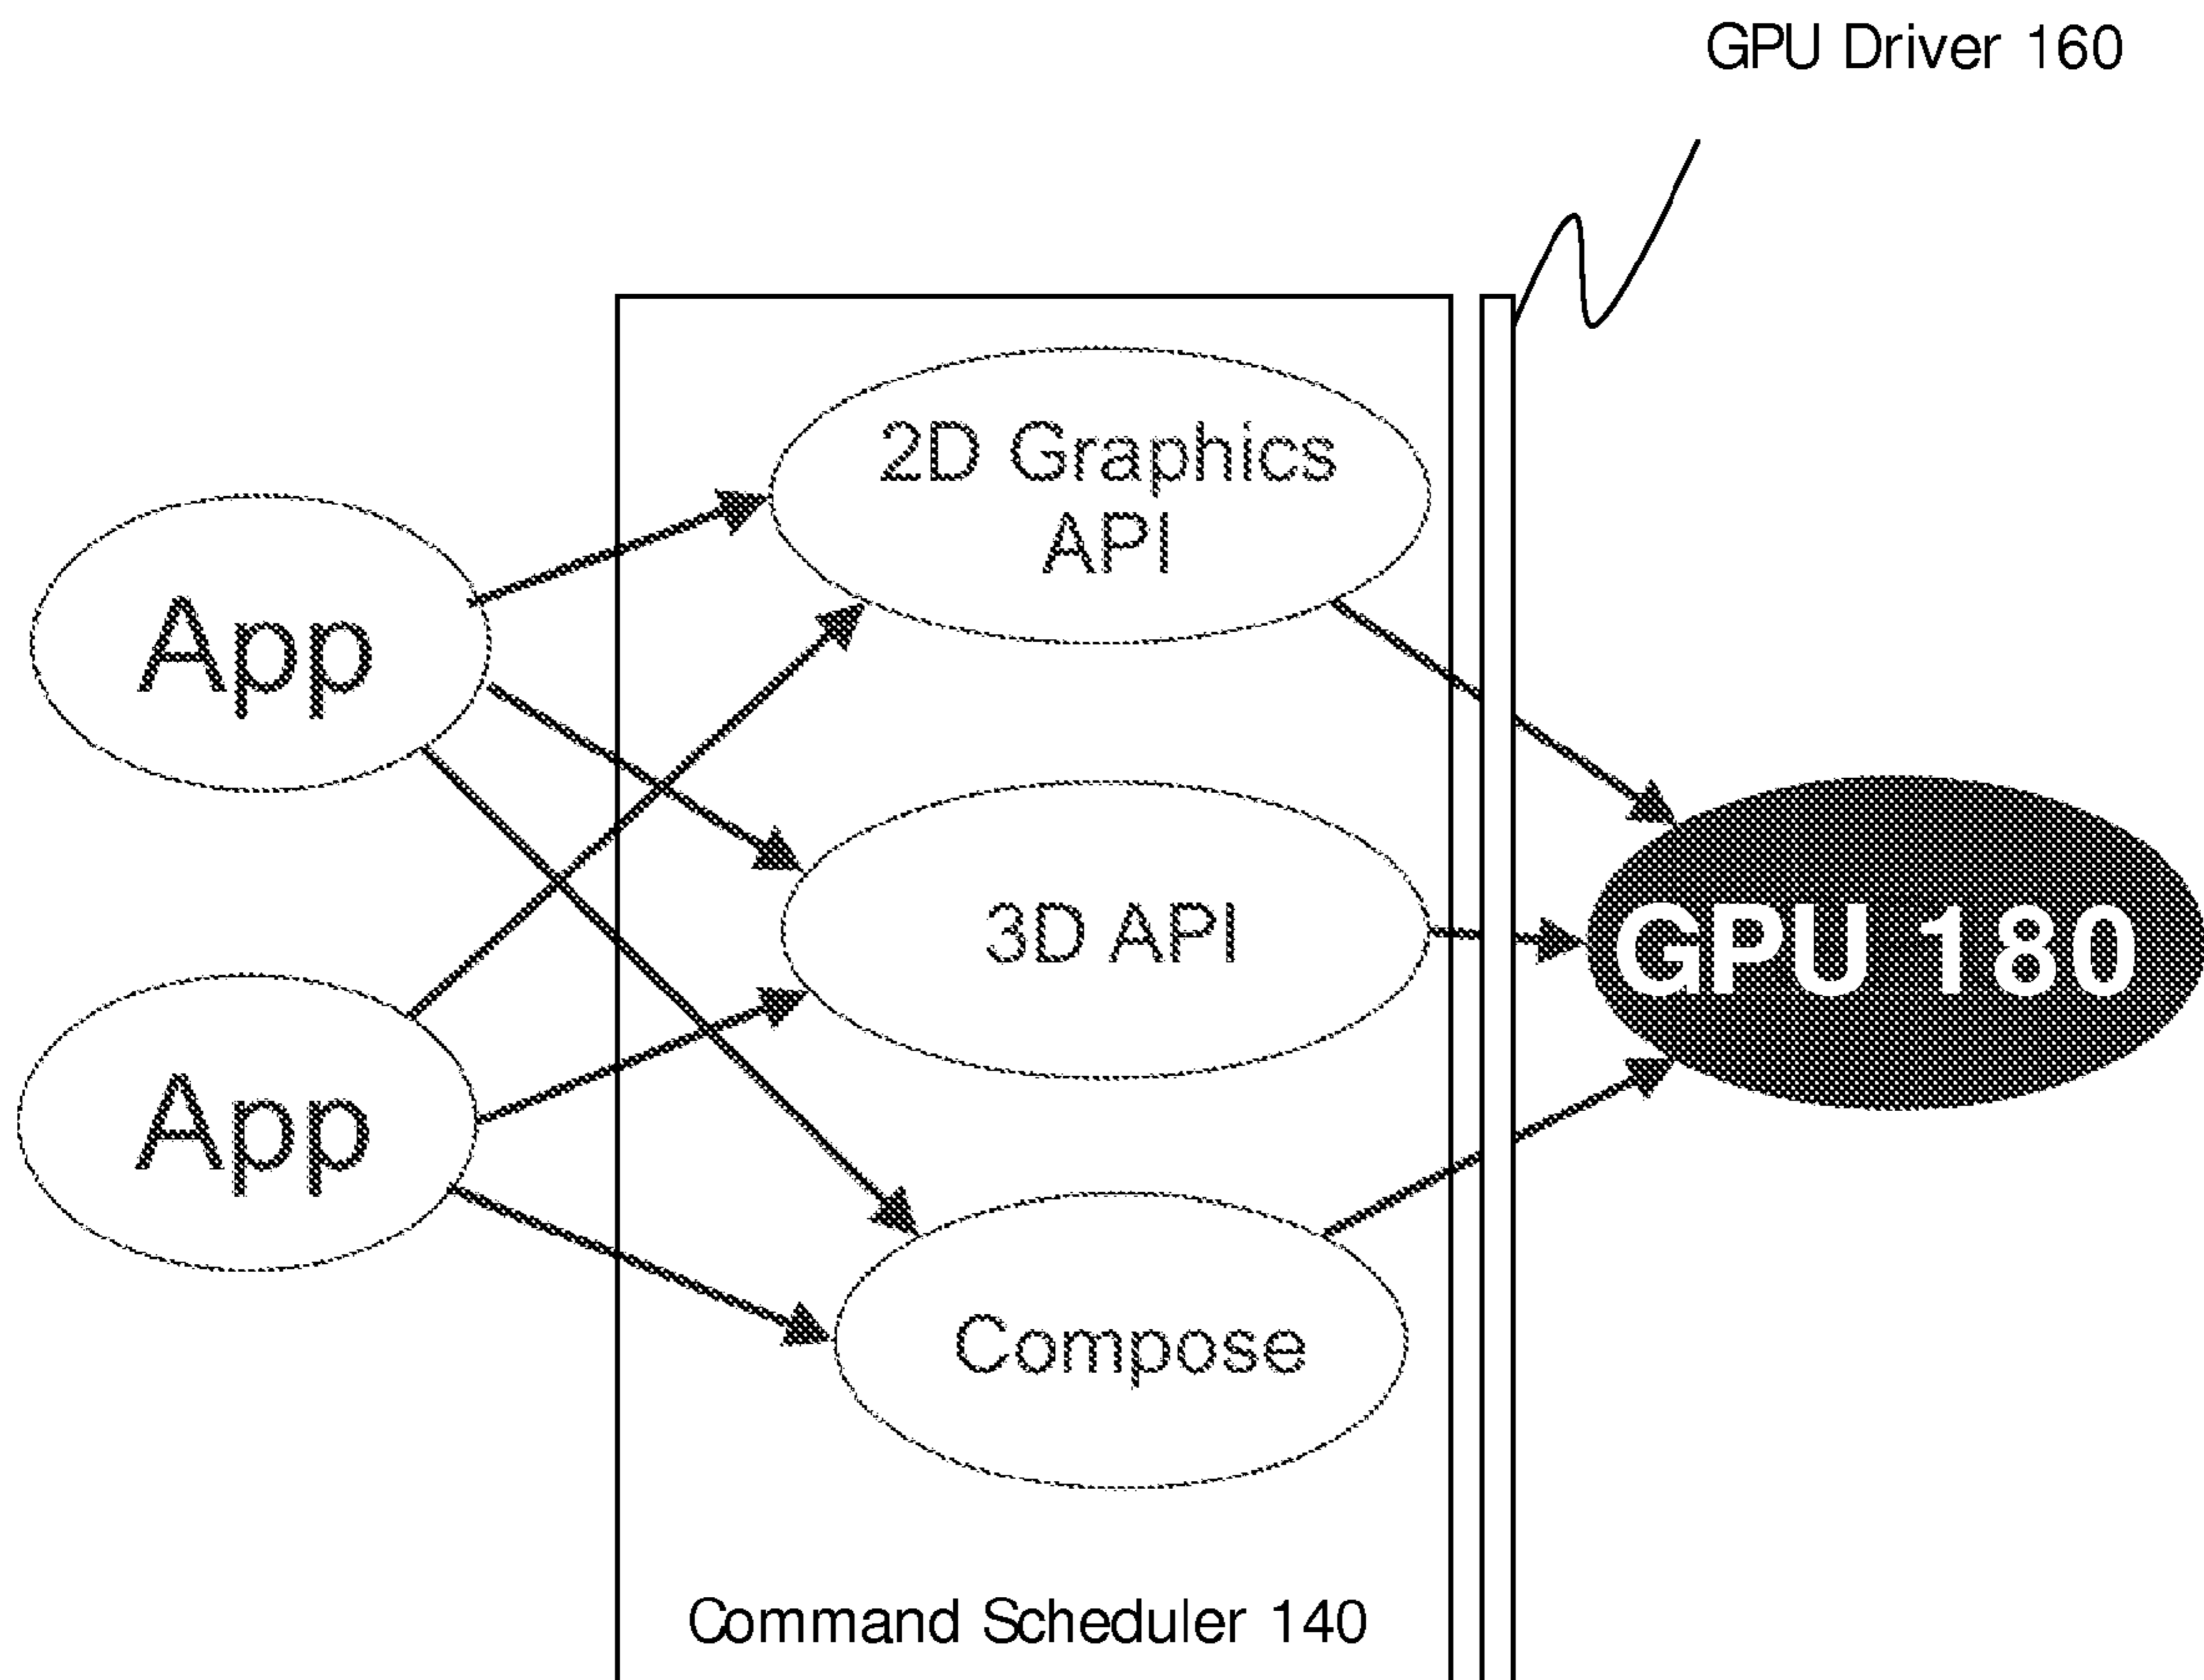 GPU Driver 160
2D Graphics
API
App
3D API
GPU 180
App
Compose
Command Scheduler 140